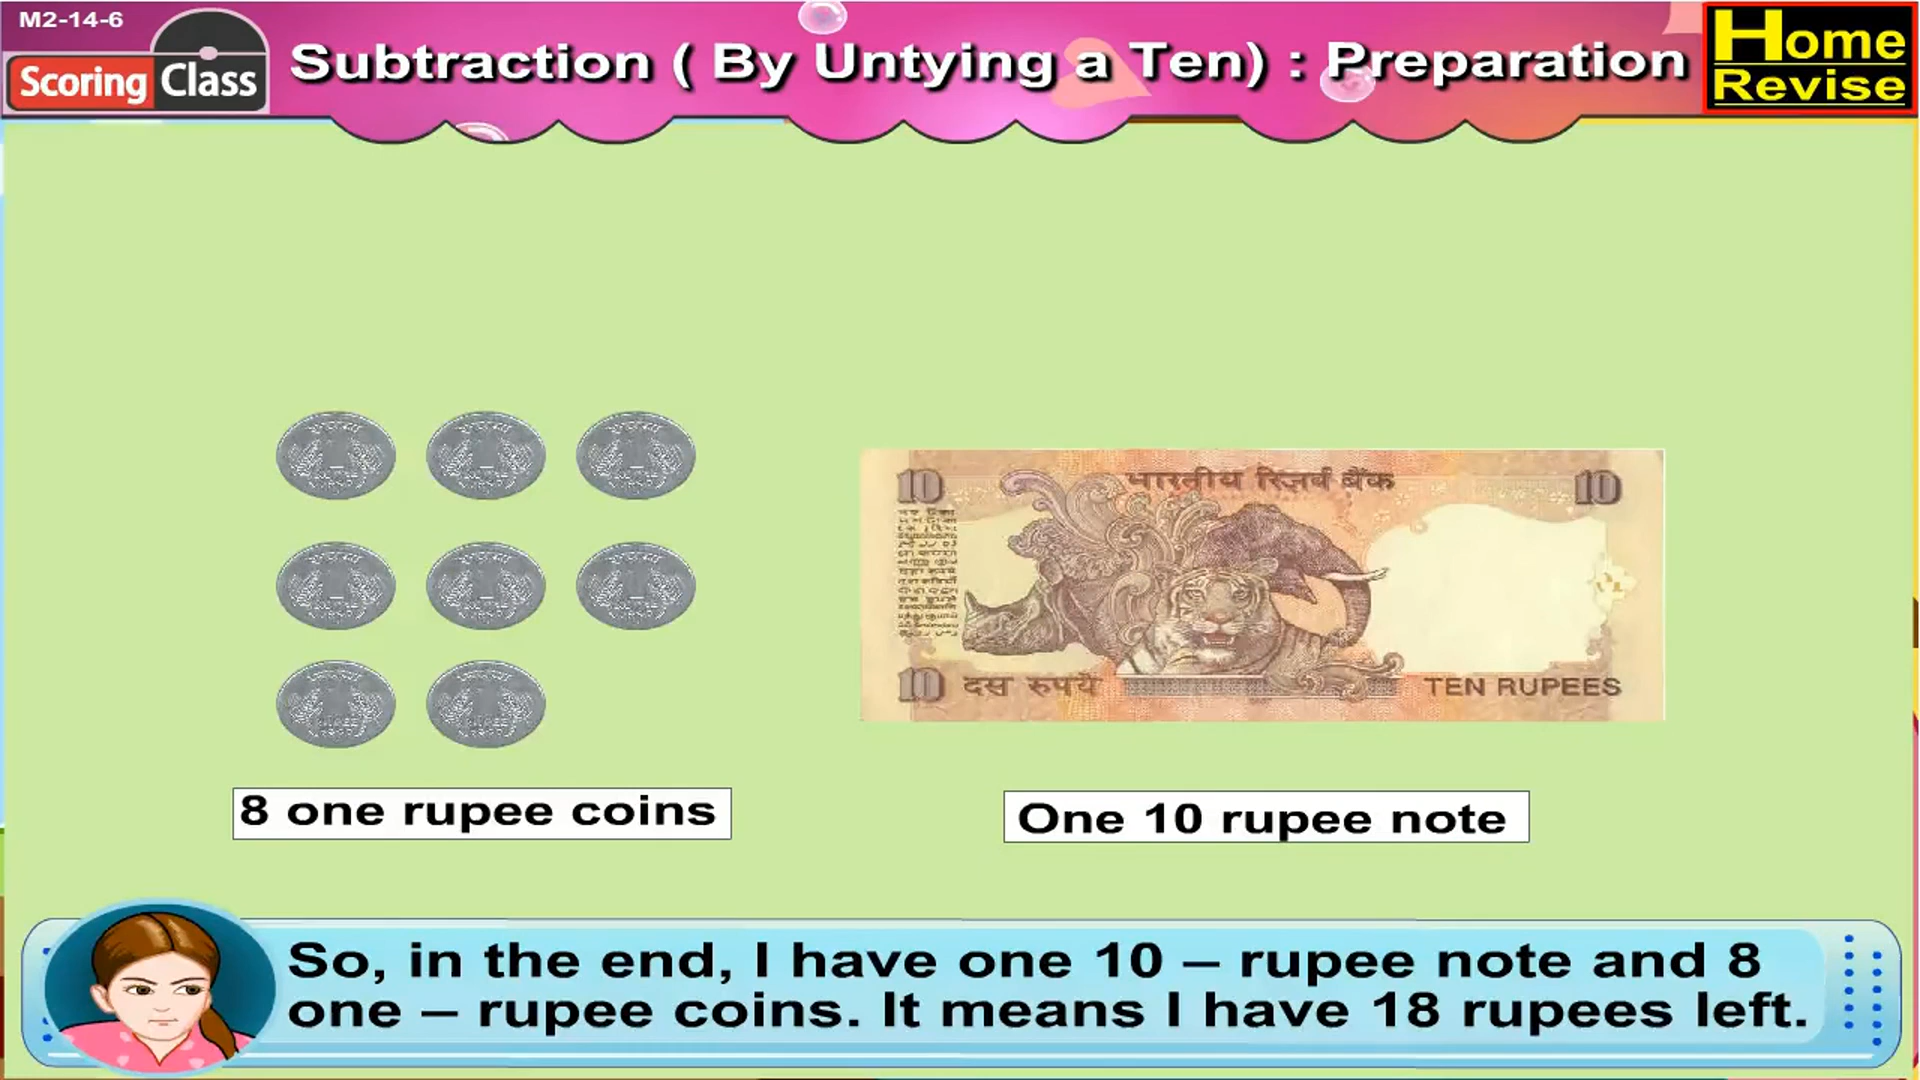 M2-14-6
Scoring Class
Subtraction ( By Untying a Ten) : Preparation
Home
Revise
10 भारतीय रिज़र्व बैंक 10
10 दस रुपये TEN RUPEES
8 one rupee coins
One 10 rupee note
So, in the end, I have one 10 – rupee note and 8
one – rupee coins. It means I have 18 rupees left.